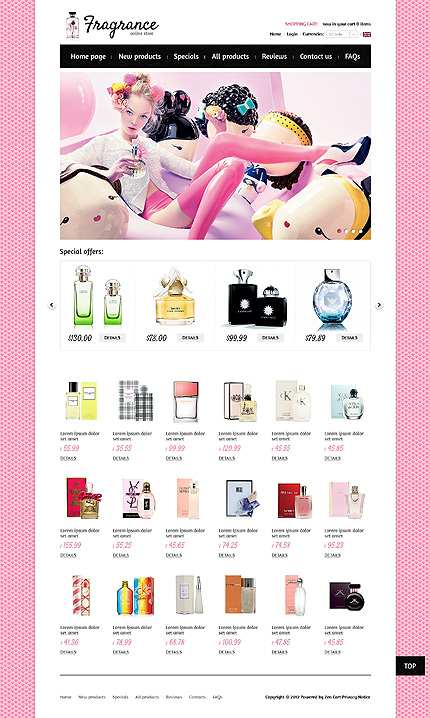 Fragrance
online store
SHOPPING CART: now in your cart 0 items
Home Login Currencies:
Home page New products Specials All products Reviews Contact us FAQs
Special offers:
$130.00 DETAILS $78.00 DETAILS $99.99 DETAILS $79.89 DETAILS
Lorem ipsum dolor Lorem ipsum dolor Lorem ipsum dolor Lorem ipsum dolor Lorem ipsum dolor Lorem ipsum dolor
set amet set amet set amet set amet set amet set amet
$ 55.99 $ 35.55 $ 99.99 $ 120.99 $ 45.55 $ 45.85
DETAILS DETAILS DETAILS DETAILS DETAILS DETAILS
Lorem ipsum dolor Lorem ipsum dolor Lorem ipsum dolor Lorem ipsum dolor Lorem ipsum dolor Lorem ipsum dolor
set amet set amet set amet set amet set amet set amet
$ 155.99 $ 56.25 $ 45.65 $ 74.25 $ 74.58 $ 95.23
DETAILS DETAILS DETAILS DETAILS DETAILS DETAILS
Lorem ipsum dolor Lorem ipsum dolor Lorem ipsum dolor Lorem ipsum dolor Lorem ipsum dolor Lorem ipsum dolor
set amet set amet set amet set amet set amet set amet
$ 41.36 $ 78.99 $ 68.78 $ 100.99 $ 47.85 $ 45.85
DETAILS DETAILS DETAILS DETAILS DETAILS DETAILS
TOP
Home New products Specials All products Reviews Contacts FAQs Copyright © 2012 Powered by Zen Cart Privacy Notice